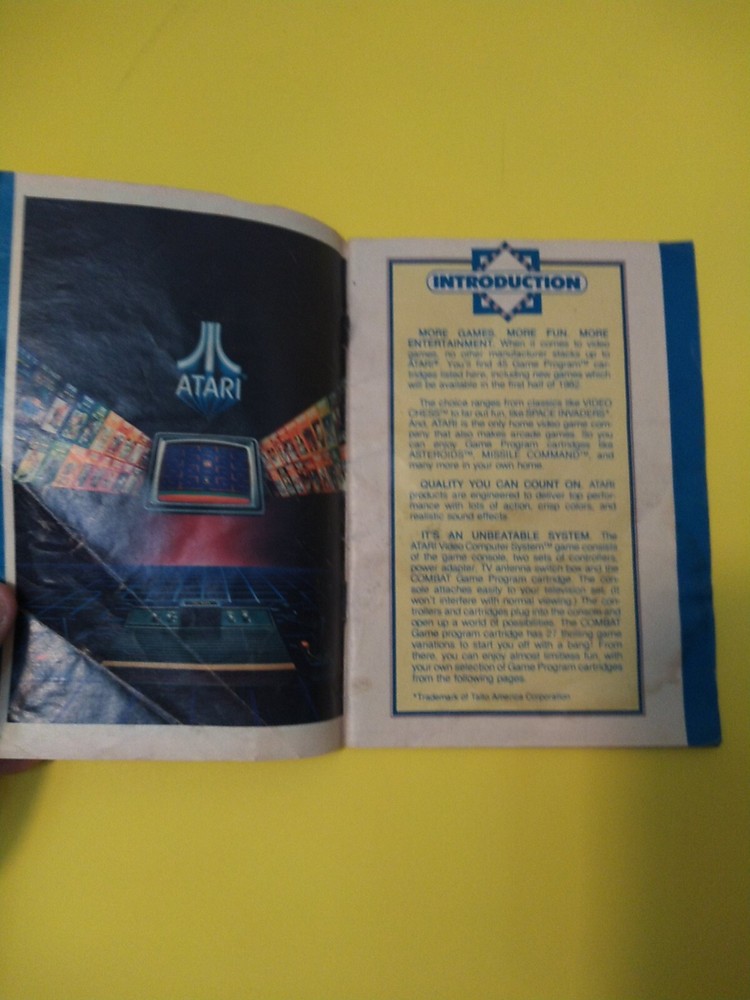 ATARI
INTRODUCTION
MORE GAMES. MORE FUN. MORE
ENTERTAINMENT. When it comes to video
games, no other manufacturer stacks up to
ATARI®. You'll find 45 Game Program™ car-
tridges listed here, including new games which
will be available in the first half of 1982.
The choice ranges from classics like VIDEO
CHESS™ to far out fun, like SPACE INVADERS*.
And, ATARI is the only home video game com-
pany that also makes arcade games. So you
can enjoy Game Program cartridges like
ASTEROIDS™, MISSILE COMMAND™, and
many more in your own home.
QUALITY YOU CAN COUNT ON. ATARI
products are engineered to deliver top perfor-
mance with lots of action, crisp colors, and
realistic sound effects.
IT'S AN UNBEATABLE SYSTEM. The
ATARI Video Computer System™ game consists
of the game console, two sets of controllers,
power adapter, TV antenna switch box and the
COMBAT Game Program cartridge. The con-
sole attaches easily to your television set. (It
won't interfere with normal viewing.) The con-
trollers and cartridges plug into the console and
open up a world of possibilities. The COMBAT
Game program cartridge has 27 thrilling game
variations to start you off with a bang! From
there, you can enjoy almost limitless fun, with
your own selection of Game Program cartridges
from the following pages.
*Trademark of Taito America Corporation